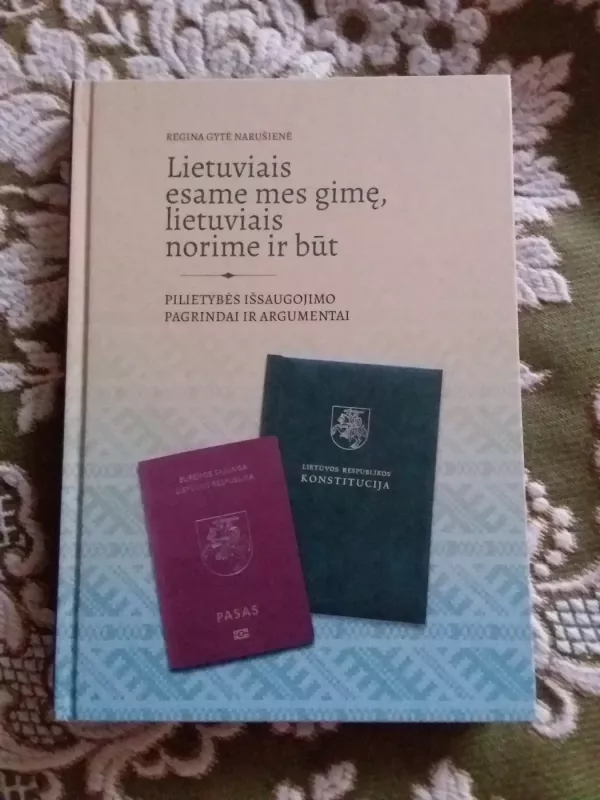 REGINA GYTĖ NARUŠIENĖ
Lietuviais
esame mes gimę,
lietuviais
norime ir būt
PILIETYBĖS IŠSAUGOJIMO
PAGRINDAI IR ARGUMENTAI
LIETUVOS RESPUBLIKOS
KONSTITUCIJA
EUROPOS SĄJUNGA
LIETUVOS RESPUBLIKA
PASAS